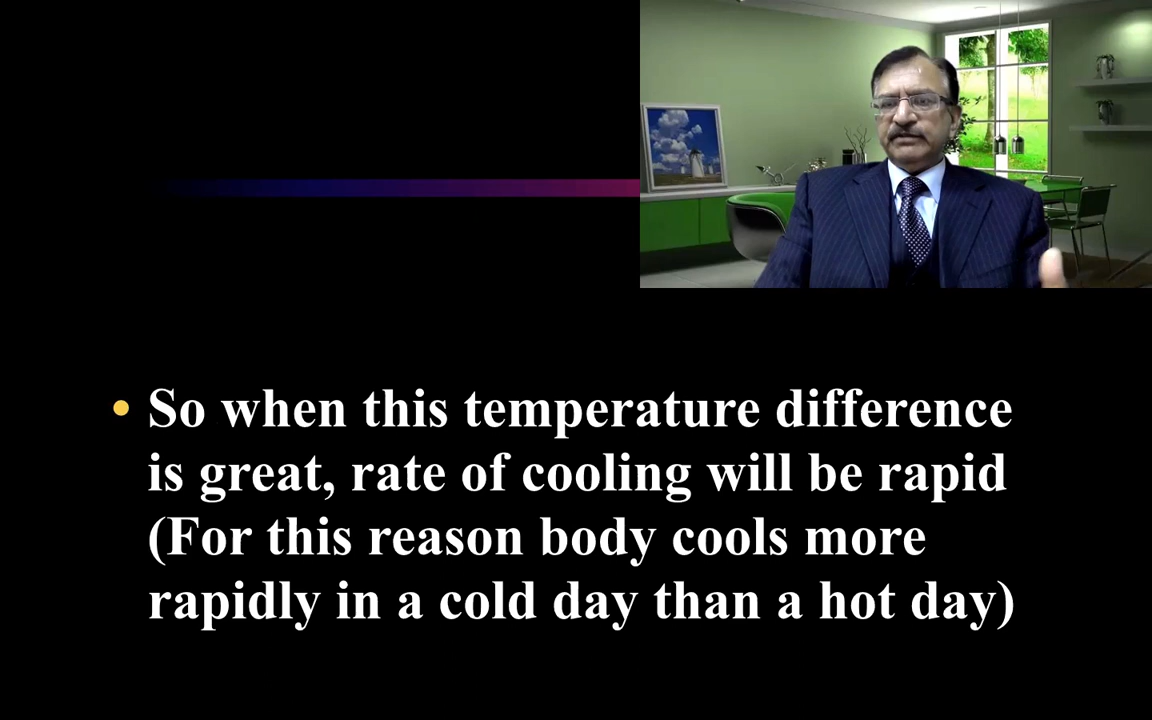 • So when this temperature difference
is great, rate of cooling will be rapid
(For this reason body cools more
rapidly in a cold day than a hot day)